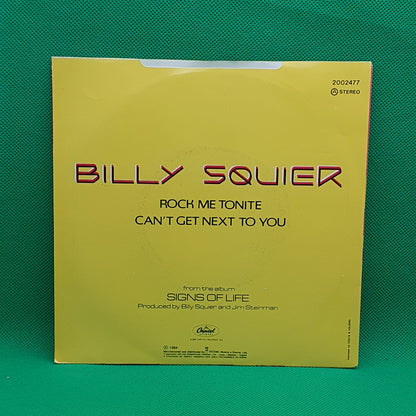 2002477
A STEREO
BILLY SQUIER
ROCK ME TONITE
CAN'T GET NEXT TO YOU
from the album
SIGNS OF LIFE
Produced by Billy Squier and Jim Steinman
Capitol
℗ 1984